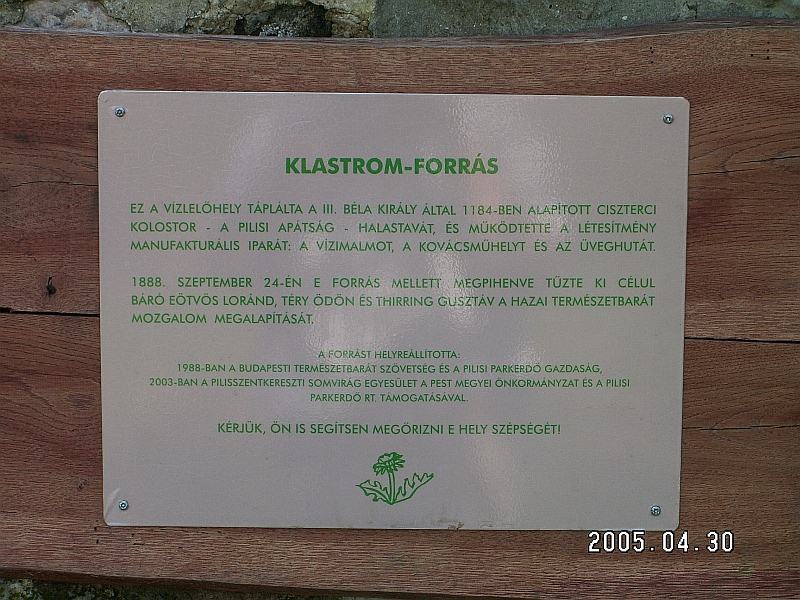 KLASTROM-FORRÁS
EZ A VÍZLELŐHELY TÁPLÁLTA A III. BÉLA KIRÁLY ÁLTAL 1184-BEN ALAPÍTOTT CISZTERCI
KOLOSTOR - A PILISI APÁTSÁG - HALASTAVÁT, ÉS MŰKÖDTETTE A LÉTESÍTMÉNY
MANUFAKTURÁLIS IPARÁT: A VÍZIMALMOT, A KOVÁCSMŰHELYT ÉS AZ ÜVEGHUTÁT.
1888. SZEPTEMBER 24-ÉN E FORRÁS MELLETT MEGPIHENVE TŰZTE KI CÉLUL
BÁRÓ EÖTVÖS LORÁND, TÉRY ÖDÖN ÉS THIRRING GUSZTÁV A HAZAI TERMÉSZETBARÁT
MOZGALOM MEGALAPÍTÁSÁT.
A FORRÁST HELYREÁLLÍTOTTA:
1988-BAN A BUDAPESTI TERMÉSZETBARÁT SZÖVETSÉG ÉS A PILISI PARKERDŐ GAZDASÁG,
2003-BAN A PILISSZENTKERESZTI SOMVIRÁG EGYESÜLET A PEST MEGYEI ÖNKORMÁNYZAT ÉS A PILISI
PARKERDŐ RT. TÁMOGATÁSÁVAL.
KÉRJÜK, ÖN IS SEGÍTSEN MEGŐRIZNI E HELY SZÉPSÉGÉT!
2005.04.30